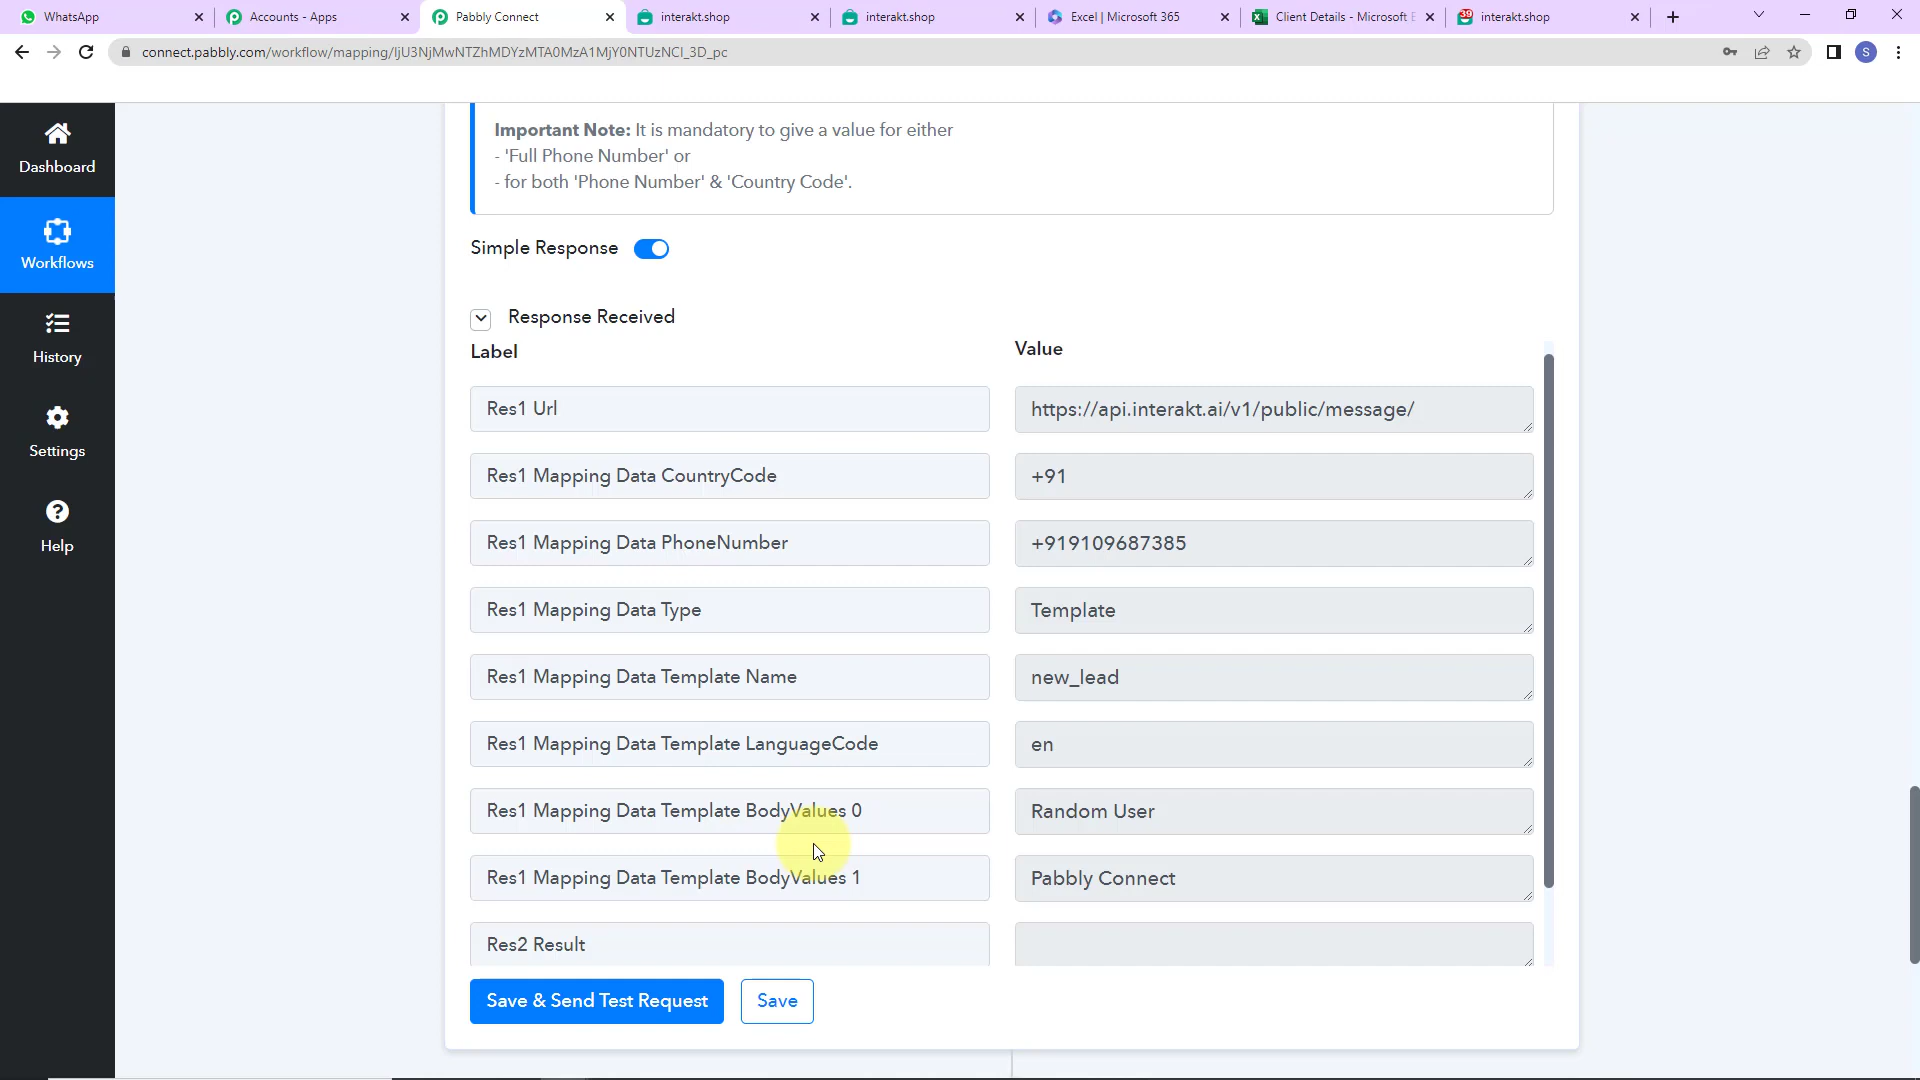 WhatsApp
Accounts - Apps
Pabbly Connect
interakt.shop
interakt.shop
Excel | Microsoft 365
Client Details - Microsoft E
39
interakt.shop
connect.pabbly.com/workflow/mapping/IjU3NjMwNTZhMDYzMTA0MzA1MjY0NTUzNCI_3D_pc
S
Dashboard
Workflows
History
Settings
Help
Important Note: It is mandatory to give a value for either
- 'Full Phone Number' or
- for both 'Phone Number' & 'Country Code'.
Simple Response
Response Received
Label
Value
Res1 Url
https://api.interakt.ai/v1/public/message/
Res1 Mapping Data CountryCode
+91
Res1 Mapping Data PhoneNumber
+919109687385
Res1 Mapping Data Type
Template
Res1 Mapping Data Template Name
new_lead
Res1 Mapping Data Template LanguageCode
en
Res1 Mapping Data Template BodyValues 0
Random User
Res1 Mapping Data Template BodyValues 1
Pabbly Connect
Res2 Result
Save & Send Test Request
Save